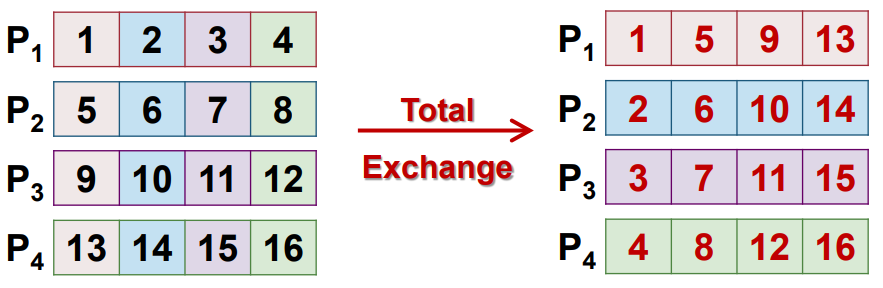 P1 1 2 3 4
P2 5 6 7 8
P3 9 10 11 12
P4 13 14 15 16
Total
Exchange
P1 1 5 9 13
P2 2 6 10 14
P3 3 7 11 15
P4 4 8 12 16